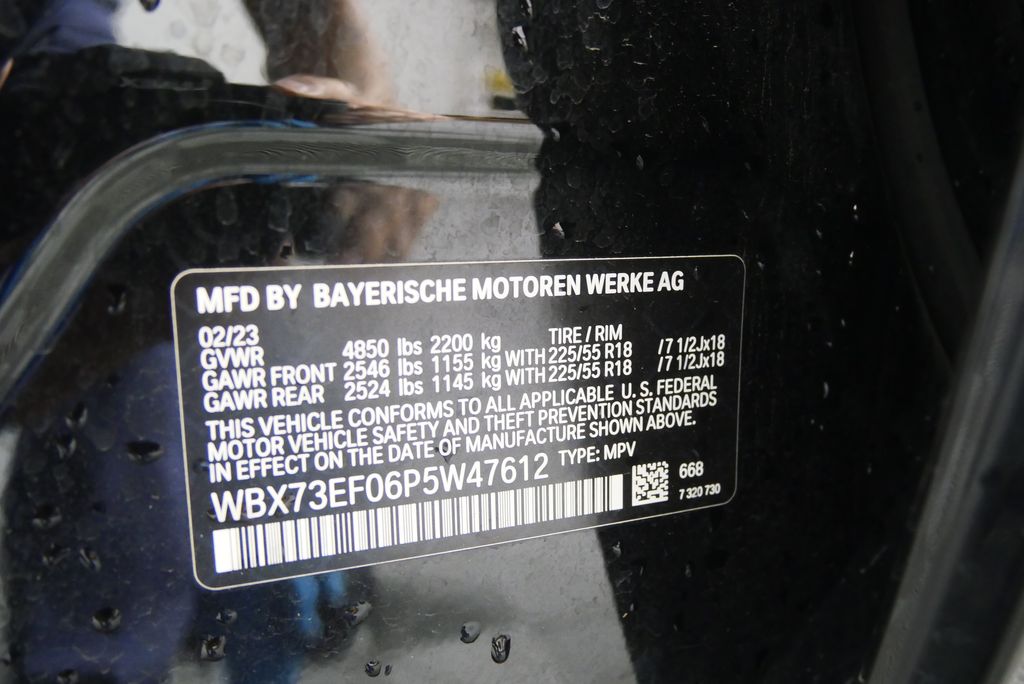 MFD BY BAYERISCHE MOTOREN WERKE AG
02/23 TIRE / RIM
GVWR 4850 lbs 2200 kg
GAWR FRONT 2546 lbs 1155 kg WITH 225/55 R18 /7 1/2Jx18
GAWR REAR 2524 lbs 1145 kg WITH 225/55 R18 /7 1/2Jx18
THIS VEHICLE CONFORMS TO ALL APPLICABLE U. S. FEDERAL
MOTOR VEHICLE SAFETY AND THEFT PREVENTION STANDARDS
IN EFFECT ON THE DATE OF MANUFACTURE SHOWN ABOVE.
WBX73EF06P5W47612 TYPE: MPV
668
7 320 730